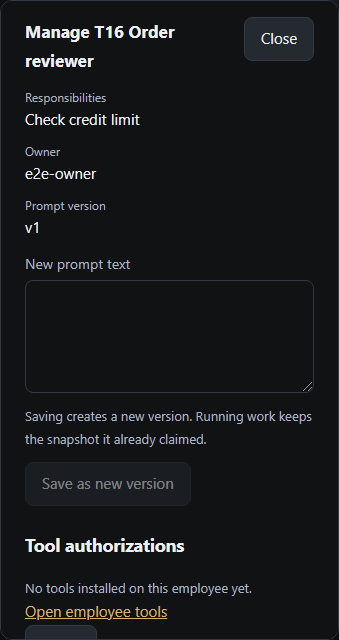 Manage T16 Order
reviewer
Close
Responsibilities
Check credit limit
Owner
e2e-owner
Prompt version
v1
New prompt text
Saving creates a new version. Running work keeps
the snapshot it already claimed.
Save as new version
Tool authorizations
No tools installed on this employee yet.
Open employee tools